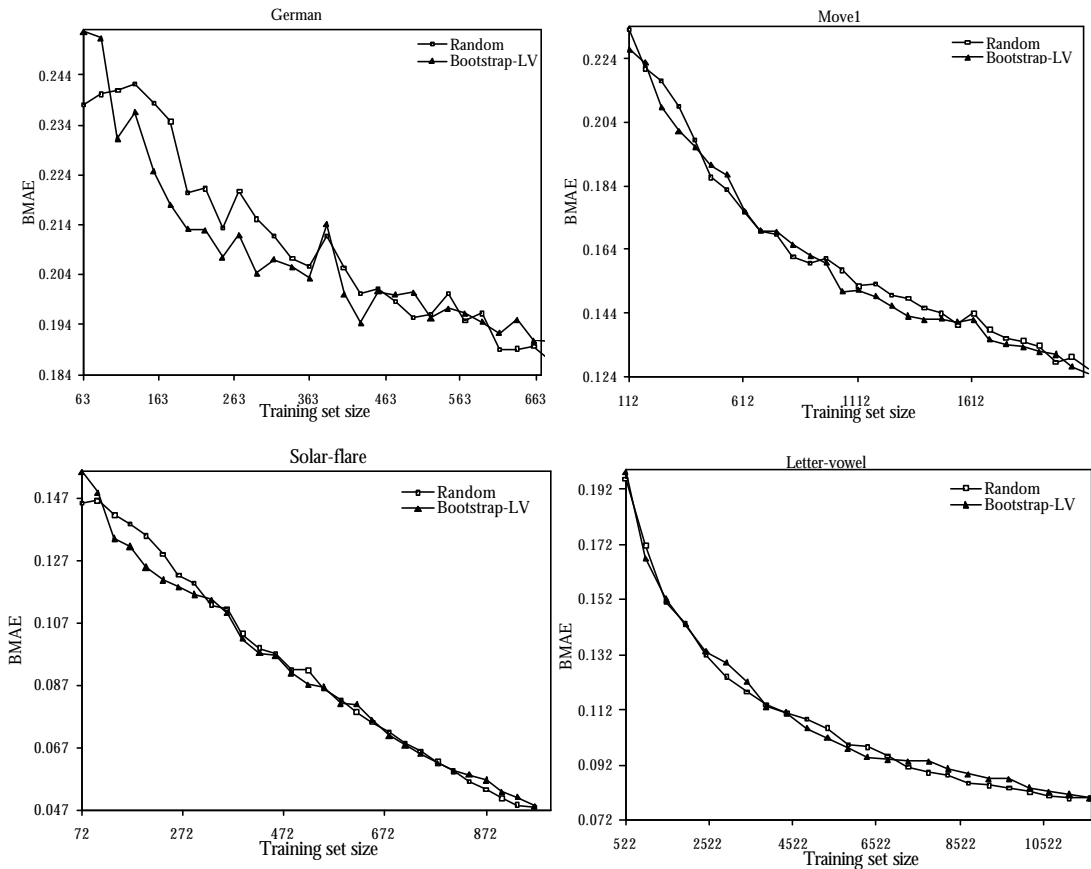 German
Random
Bootstrap-LV
BMAE
0.244
0.234
0.224
0.214
0.204
0.194
0.184
63 163 263 363 463 563 663
Training set size
Move1
Random
Bootstrap-LV
BMAE
0.224
0.204
0.184
0.164
0.144
0.124
112 612 1112 1612
Training set size
Solar-flare
Random
Bootstrap-LV
BMAE
0.147
0.127
0.107
0.087
0.067
0.047
72 272 472 672 872
Training set size
Letter-vowel
Random
Bootstrap-LV
BMAE
0.192
0.172
0.152
0.132
0.112
0.092
0.072
522 2522 4522 6522 8522 10522
Training set size